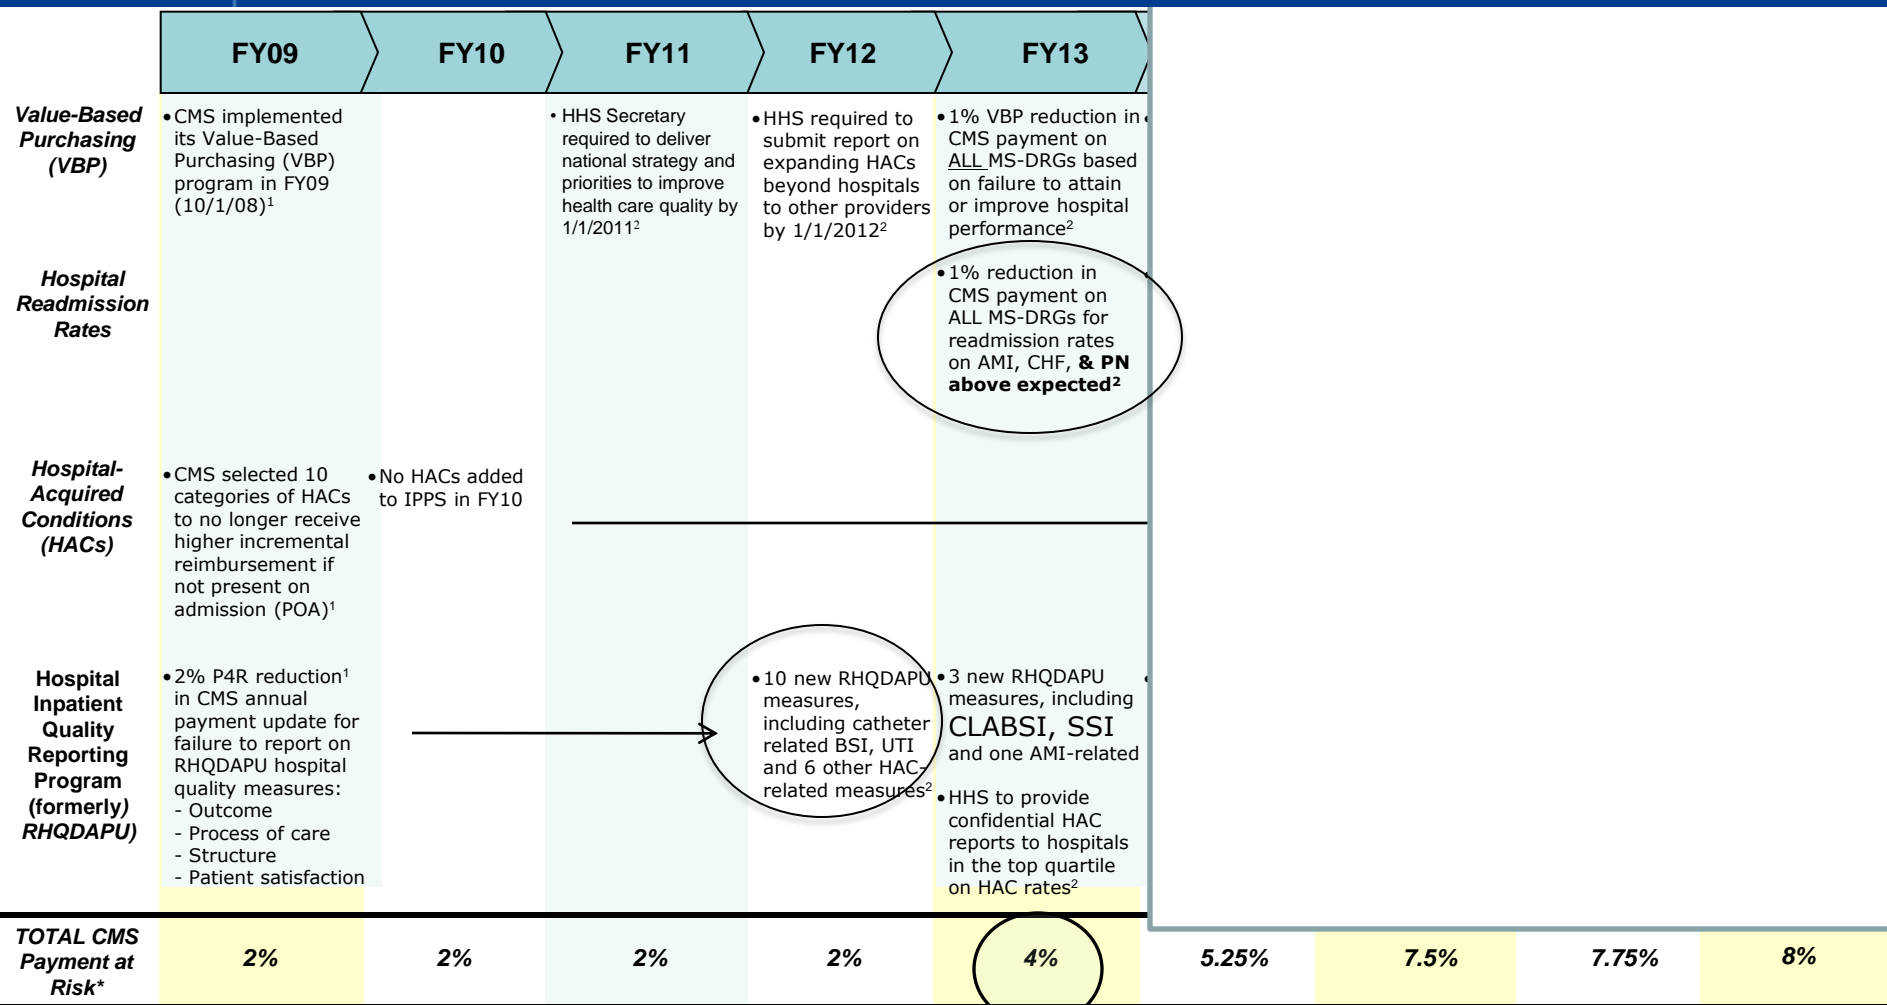 FY09
FY10
FY11
FY12
FY13
Value-Based
Purchasing
(VBP)
•CMS implemented
its Value-Based
Purchasing (VBP)
program in FY09
(10/1/08)¹
• HHS Secretary
required to deliver
national strategy and
priorities to improve
health care quality by
1/1/2011²
•HHS required to
submit report on
expanding HACs
beyond hospitals
to other providers
by 1/1/2012²
•1% VBP reduction in
CMS payment on
ALL MS-DRGs based
on failure to attain
or improve hospital
performance²
Hospital
Readmission
Rates
•1% reduction in
CMS payment on
ALL MS-DRGs for
readmission rates
on AMI, CHF, & PN
above expected²
Hospital-
Acquired
Conditions
(HACs)
•CMS selected 10
categories of HACs
to no longer receive
higher incremental
reimbursement if
not present on
admission (POA)¹
•No HACs added
to IPPS in FY10
Hospital
Inpatient
Quality
Reporting
Program
(formerly)
RHQDAPU)
•2% P4R reduction¹
in CMS annual
payment update for
failure to report on
RHQDAPU hospital
quality measures:
- Outcome
- Process of care
- Structure
- Patient satisfaction
•10 new RHQDAPU
measures,
including catheter
related BSI, UTI
and 6 other HAC-
related measures²
•3 new RHQDAPU
measures, including
CLABSI, SSI
and one AMI-related
•HHS to provide
confidential HAC
reports to hospitals
in the top quartile
on HAC rates²
TOTAL CMS
Payment at
Risk*
2%
2%
2%
2%
4%
5.25%
7.5%
7.75%
8%